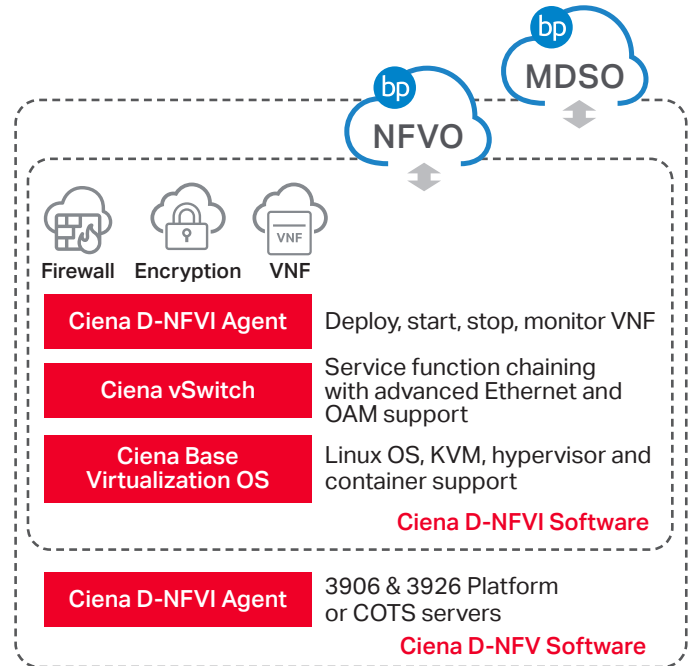 bp
MDSO
bp
NFVO
VNF
Firewall Encryption VNF
Ciena D-NFVI Agent
Deploy, start, stop, monitor VNF
Ciena vSwitch
Service function chaining
with advanced Ethernet and
OAM support
Ciena Base
Virtualization OS
Linux OS, KVM, hypervisor and
container support
Ciena D-NFVI Software
Ciena D-NFVI Agent
3906 & 3926 Platform
or COTS servers
Ciena D-NFV Software